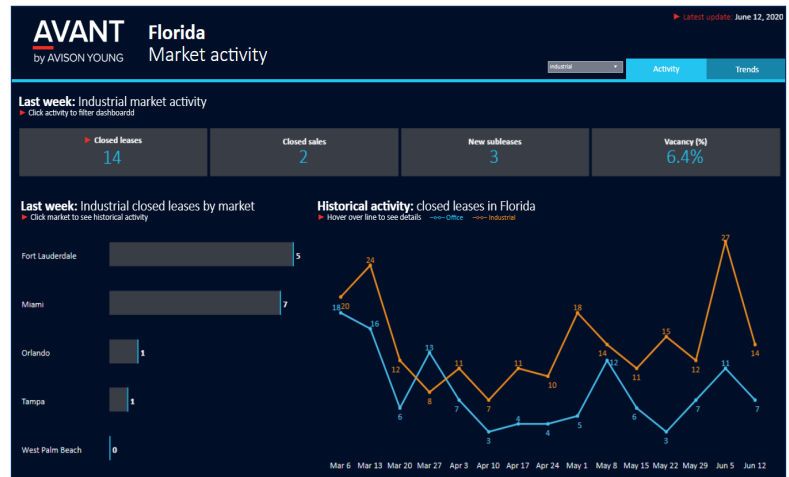 Latest update: June 12, 2020
AVANT
by AVISON YOUNG
Florida
Market activity
Industrial
Activity
Trends
Last week: Industrial market activity
Click activity to filter dashboardd
Closed leases
14
Closed sales
2
New subleases
3
Vacancy (%)
6.4%
Last week: Industrial closed leases by market
Click market to see historical activity
Fort Lauderdale 5
Miami 7
Orlando 1
Tampa 1
West Palm Beach 0
Historical activity: closed leases in Florida
Hover over line to see details Office Industrial
20 24 12 8 11 7 11 10 18 14 11 15 12 27 14
18 16 6 13 7 3 4 4 5 12 6 3 7 11 7
Mar 6 Mar 13 Mar 20 Mar 27 Apr 3 Apr 10 Apr 17 Apr 24 May 1 May 8 May 15 May 22 May 29 Jun 5 Jun 12